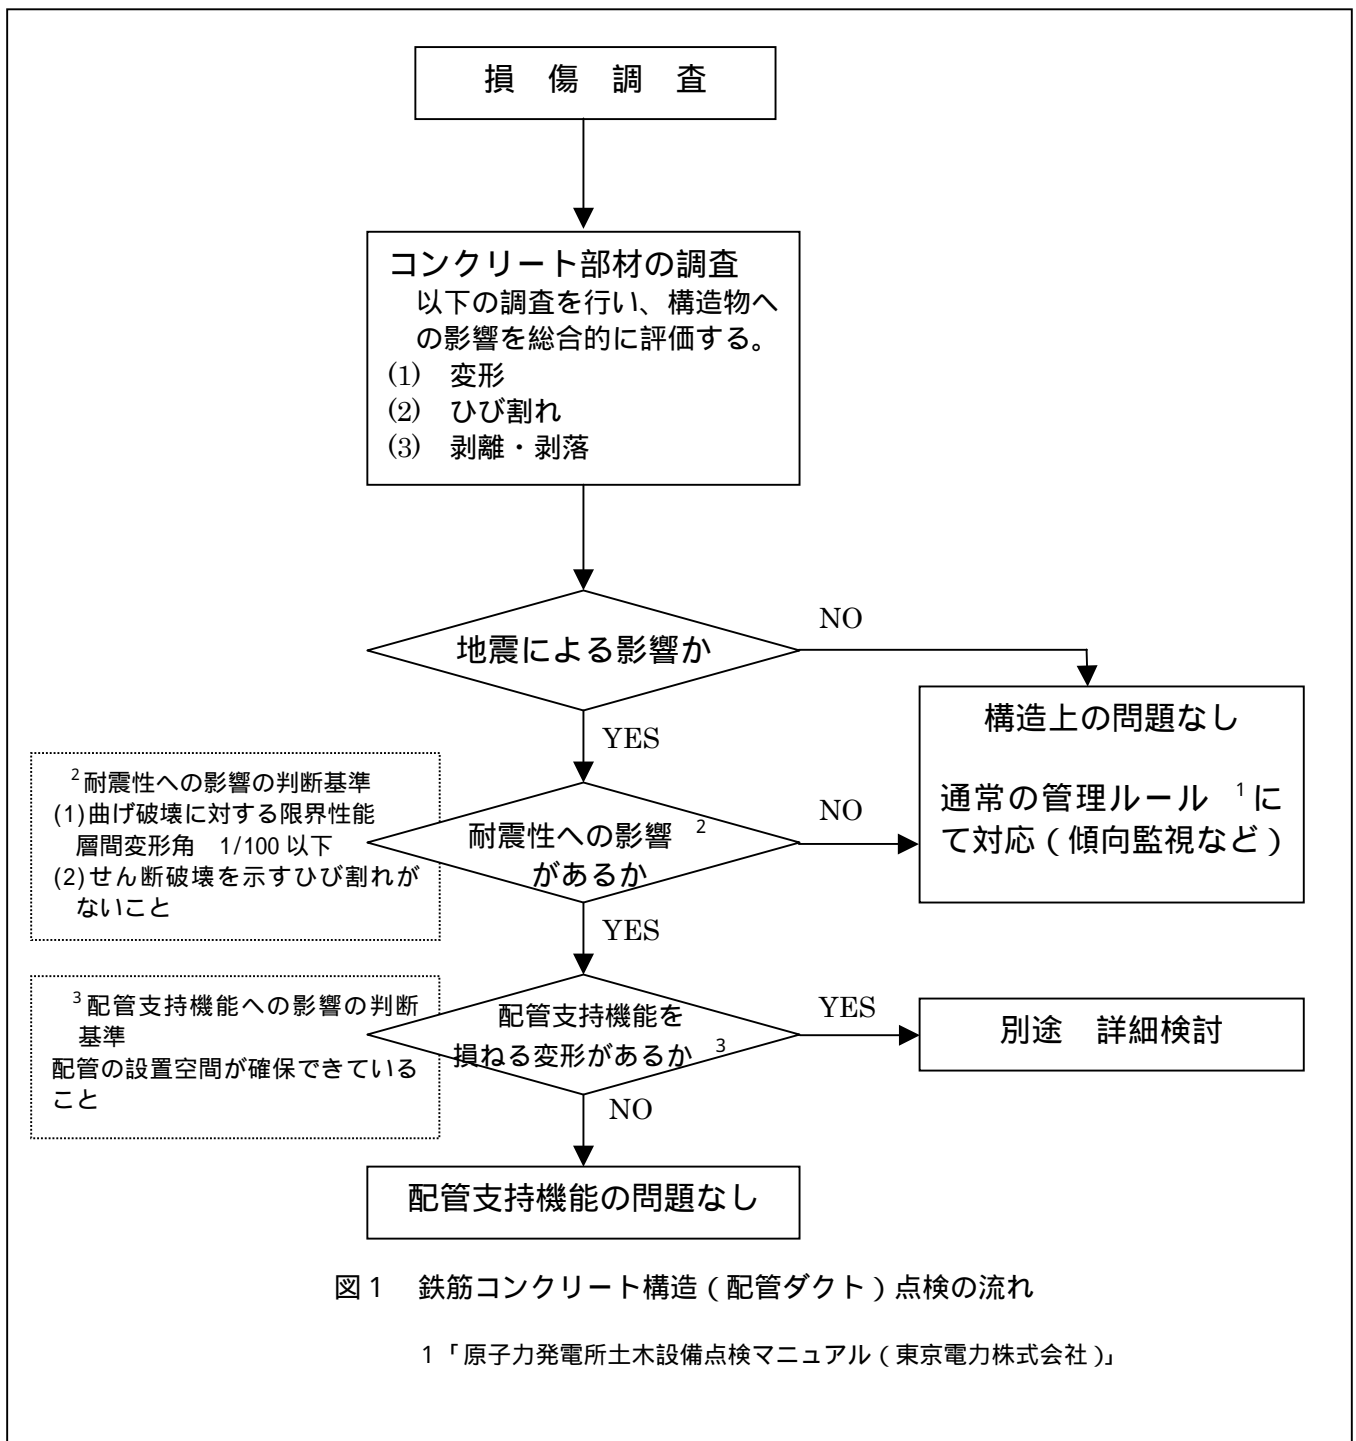 損 傷 調 査
コンクリート部材の調査
以下の調査を行い、構造物へ
の影響を総合的に評価する。
(1) 変形
(2) ひび割れ
(3) 剥離・剥落
地震による影響か
NO
構造上の問題なし
通常の管理ルール 1 に
て対応(傾向監視など)
YES
2 耐震性への影響の判断基準
(1)曲げ破壊に対する限界性能
層間変形角 1/100 以下
(2)せん断破壊を示すひび割れが
ないこと
耐震性への影響 2
があるか
NO
YES
3 配管支持機能への影響の判断
基準
配管の設置空間が確保できている
こと
配管支持機能を
損ねる変形があるか 3
YES
別途 詳細検討
NO
配管支持機能の問題なし
図1 鉄筋コンクリート構造(配管ダクト)点検の流れ
1「原子力発電所土木設備点検マニュアル(東京電力株式会社)」